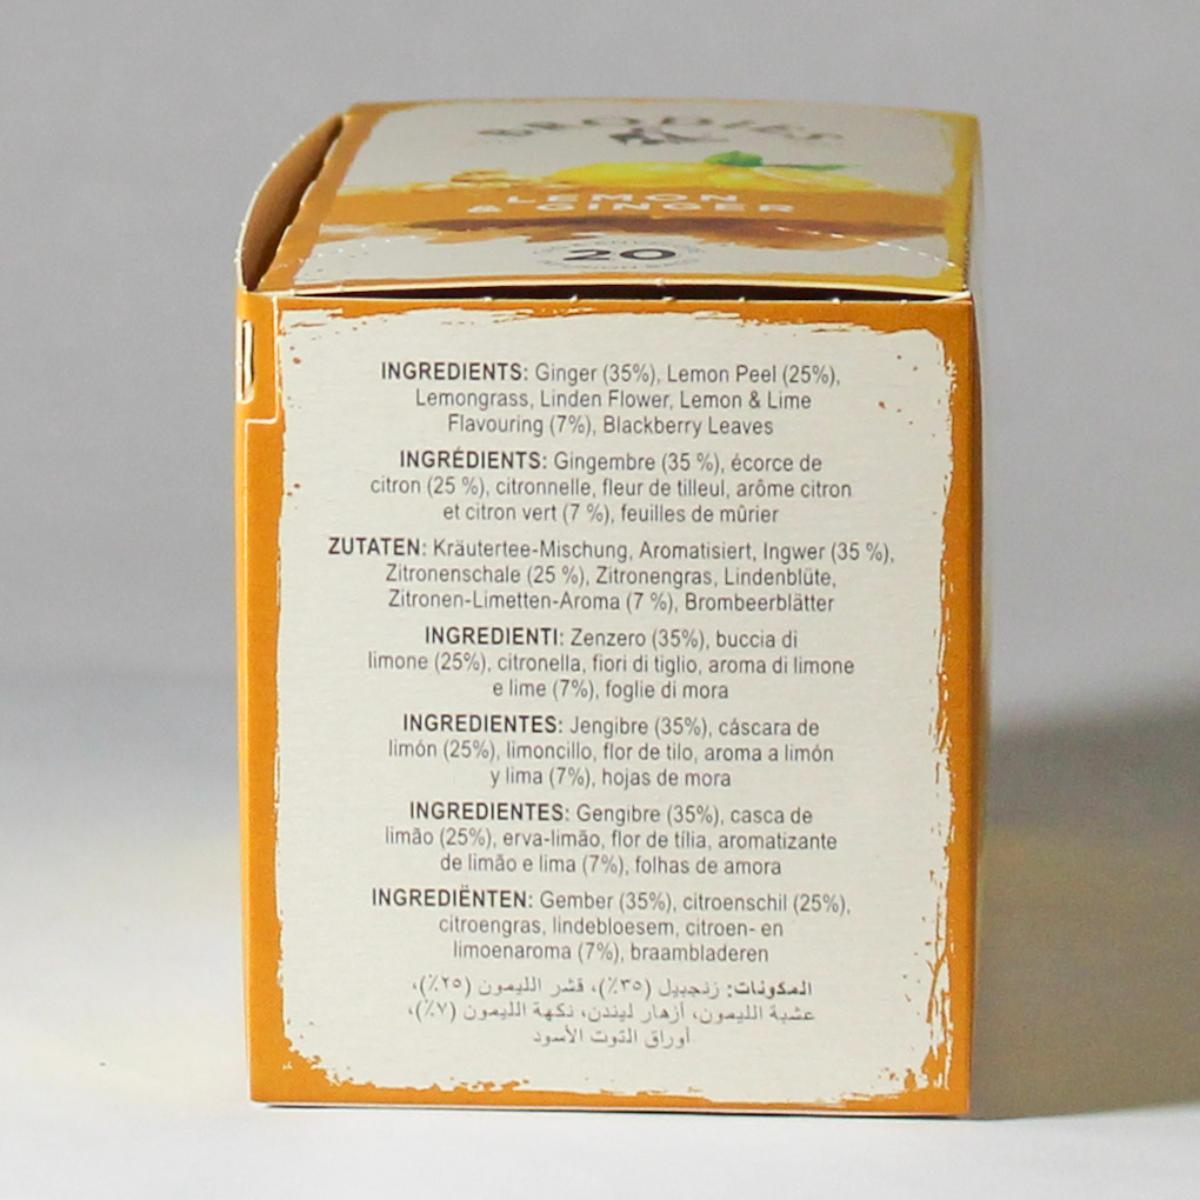 BRODIES
LEMON
& GINGER
20
INGREDIENTS: Ginger (35%), Lemon Peel (25%),
Lemongrass, Linden Flower, Lemon & Lime
Flavouring (7%), Blackberry Leaves
INGRÉDIENTS: Gingembre (35 %), écorce de
citron (25 %), citronnelle, fleur de tilleul, arôme citron
et citron vert (7 %), feuilles de mûrier
ZUTATEN: Kräutertee-Mischung, Aromatisiert, Ingwer (35 %),
Zitronenschale (25 %), Zitronengras, Lindenblüte,
Zitronen-Limetten-Aroma (7 %), Brombeerblätter
INGREDIENTI: Zenzero (35%), buccia di
limone (25%), citronella, fiori di tiglio, aroma di limone
e lime (7%), foglie di mora
INGREDIENTES: Jengibre (35%), cáscara de
limón (25%), limoncillo, flor de tilo, aroma a limón
y lima (7%), hojas de mora
INGREDIENTES: Gengibre (35%), casca de
limão (25%), erva-limão, flor de tília, aromatizante
de limão e lima (7%), folhas de amora
INGREDIËNTEN: Gember (35%), citroenschil (25%),
citroengras, lindebloesem, citroen- en
limoenaroma (7%), braambladeren
المكونات: زنجبيل (٣٥٪)، قشر الليمون (٢٥٪)،
عشبة الليمون، أزهار ليندن، نكهة الليمون (٧٪)،
أوراق التوت الأسود